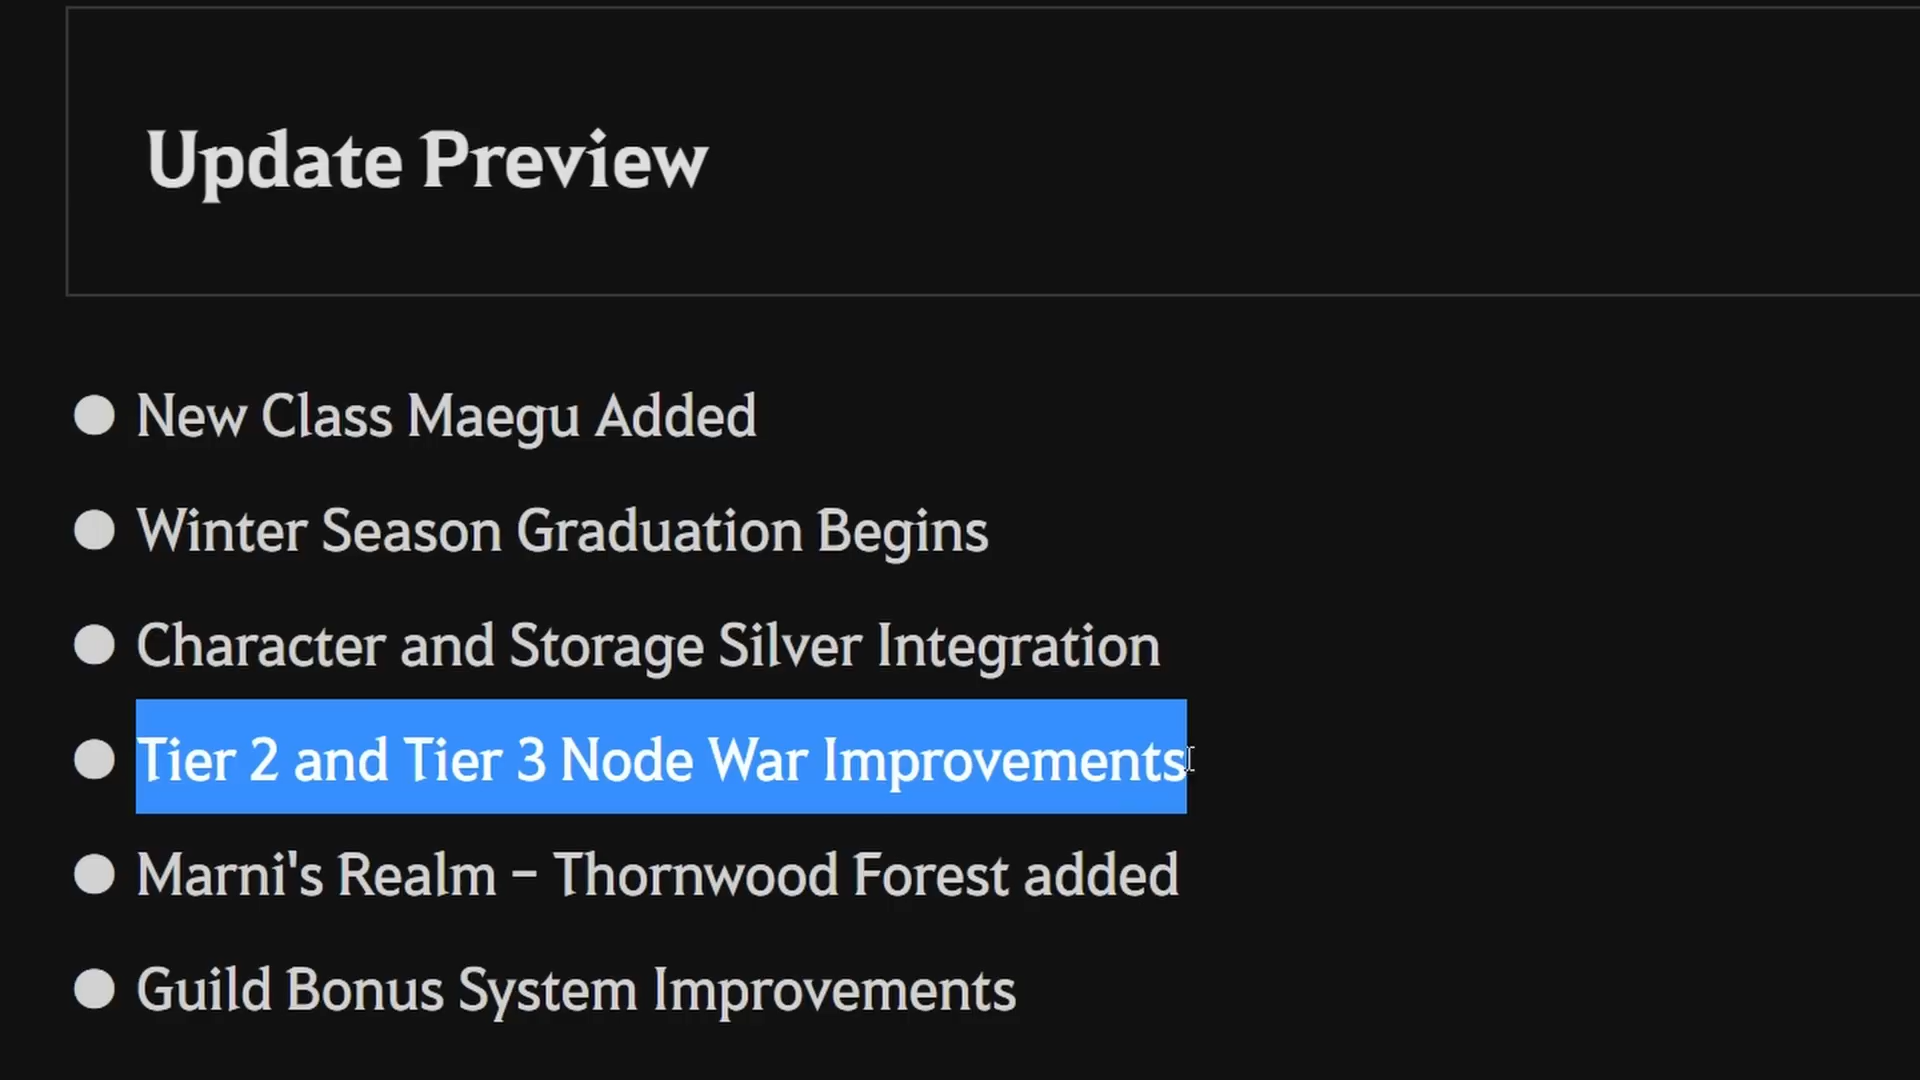 Update Preview
New Class Maegu Added
Winter Season Graduation Begins
Character and Storage Silver Integration
Tier 2 and Tier 3 Node War Improvements
Marni's Realm – Thornwood Forest added
Guild Bonus System Improvements